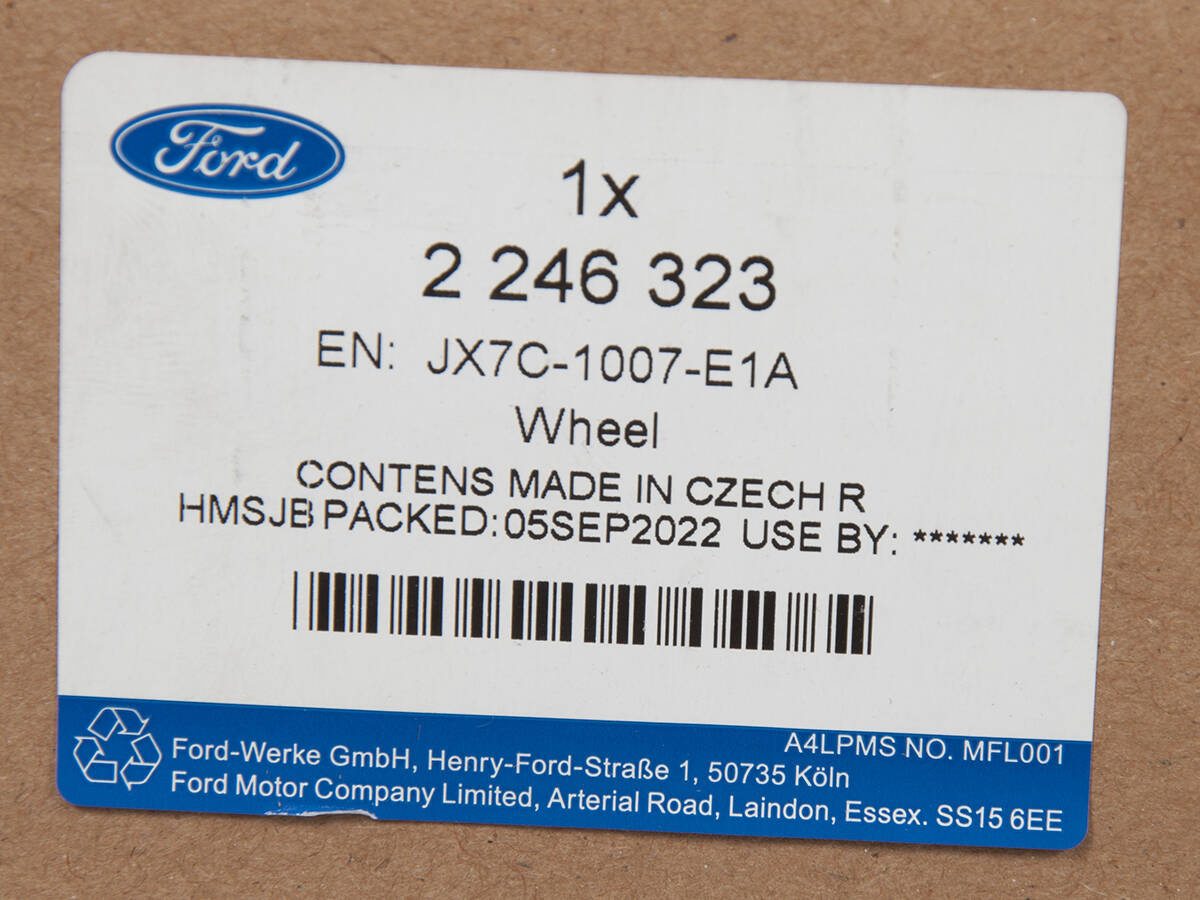 Ford
1x
2 246 323
EN: JX7C-1007-E1A
Wheel
CONTENS MADE IN CZECH R
HMSJB PACKED:05SEP2022 USE BY: *******
A4LPMS NO. MFL001
Ford-Werke GmbH, Henry-Ford-Straße 1, 50735 Köln
Ford Motor Company Limited, Arterial Road, Laindon, Essex. SS15 6EE